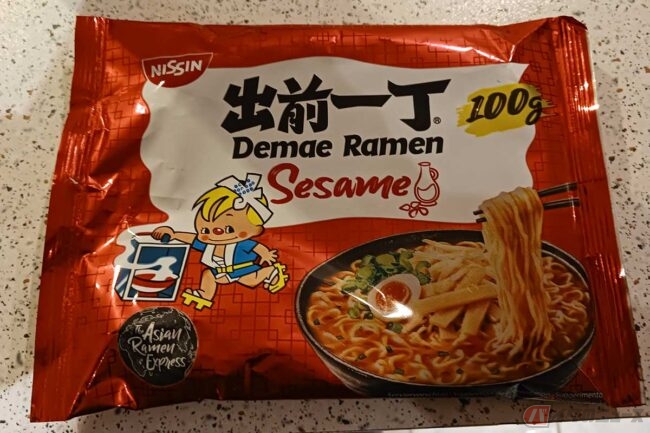 NISSIN
出前一丁®
100g
Demae Ramen
Sesame
The
Asian
Ramen
Express